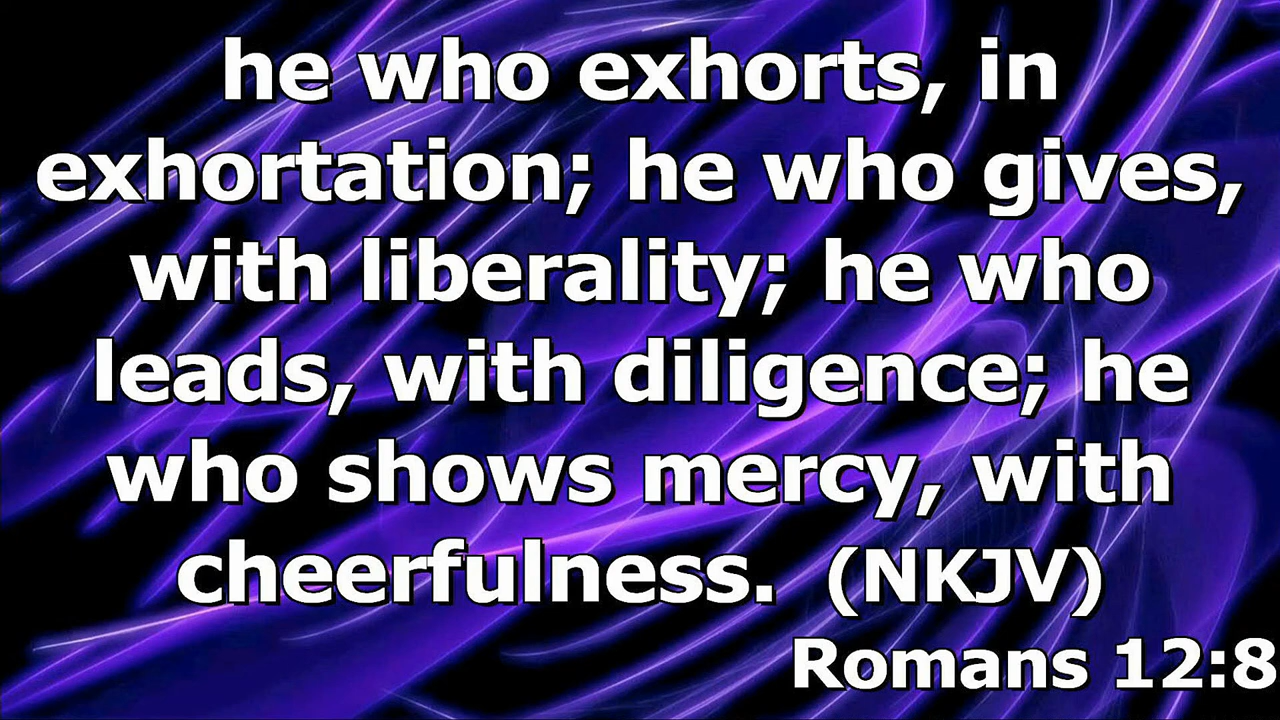 he who exhorts, in
exhortation; he who gives,
with liberality; he who
leads, with diligence; he
who shows mercy, with
cheerfulness. (NKJV)
Romans 12:8